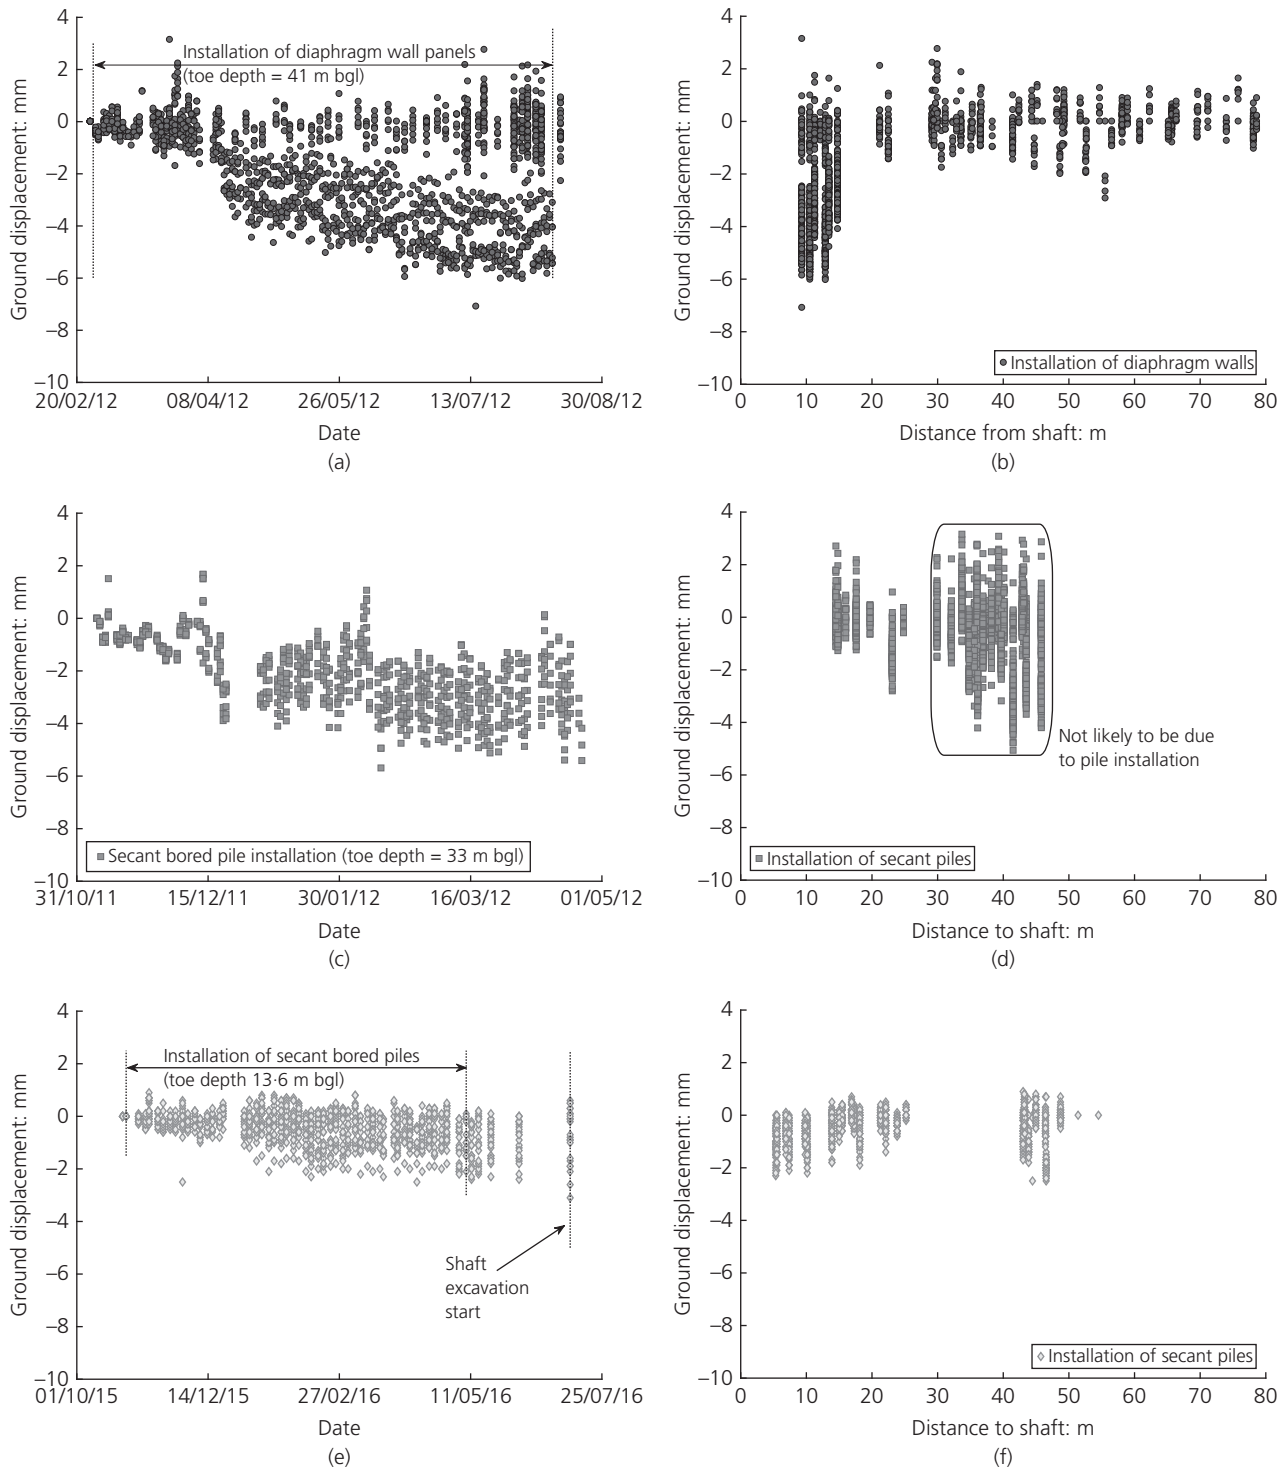 4
2
0
−2
−4
−6
−8
−10
Ground displacement: mm
Installation of diaphragm wall panels
(toe depth = 41 m bgl)
20/02/12 08/04/12 26/05/12 13/07/12 30/08/12
Date
(a)
4
2
0
−2
−4
−6
−8
−10
Ground displacement: mm
Installation of diaphragm walls
0 10 20 30 40 50 60 70 80
Distance from shaft: m
(b)
4
2
0
−2
−4
−6
−8
−10
Ground displacement: mm
Secant bored pile installation (toe depth = 33 m bgl)
31/10/11 15/12/11 30/01/12 16/03/12 01/05/12
Date
(c)
4
2
0
−2
−4
−6
−8
−10
Ground displacement: mm
Not likely to be due
to pile installation
Installation of secant piles
0 10 20 30 40 50 60 70 80
Distance to shaft: m
(d)
4
2
0
−2
−4
−6
−8
−10
Ground displacement: mm
Installation of secant bored piles
(toe depth 13·6 m bgl)
Shaft
excavation
start
01/10/15 14/12/15 27/02/16 11/05/16 25/07/16
Date
(e)
4
2
0
−2
−4
−6
−8
−10
Ground displacement: mm
Installation of secant piles
0 10 20 30 40 50 60 70 80
Distance to shaft: m
(f)